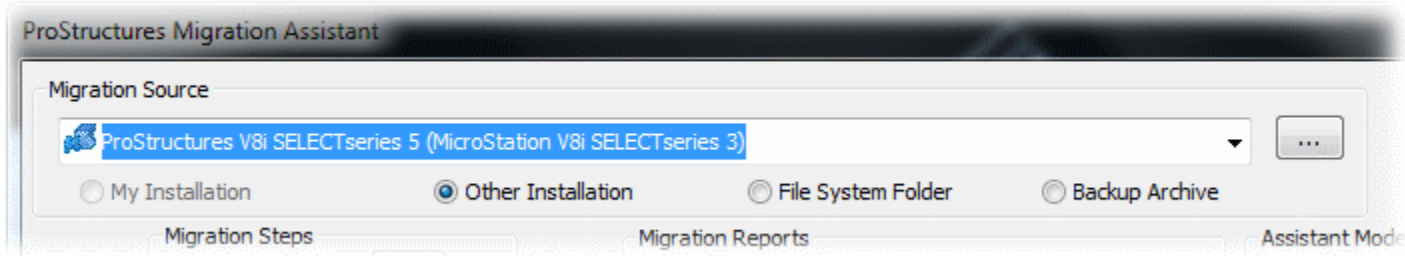 ProStructures Migration Assistant
Migration Source
ProStructures V8i SELECTseries 5 (MicroStation V8i SELECTseries 3)
...
My Installation Other Installation File System Folder Backup Archive
Migration Steps Migration Reports Assistant Mode